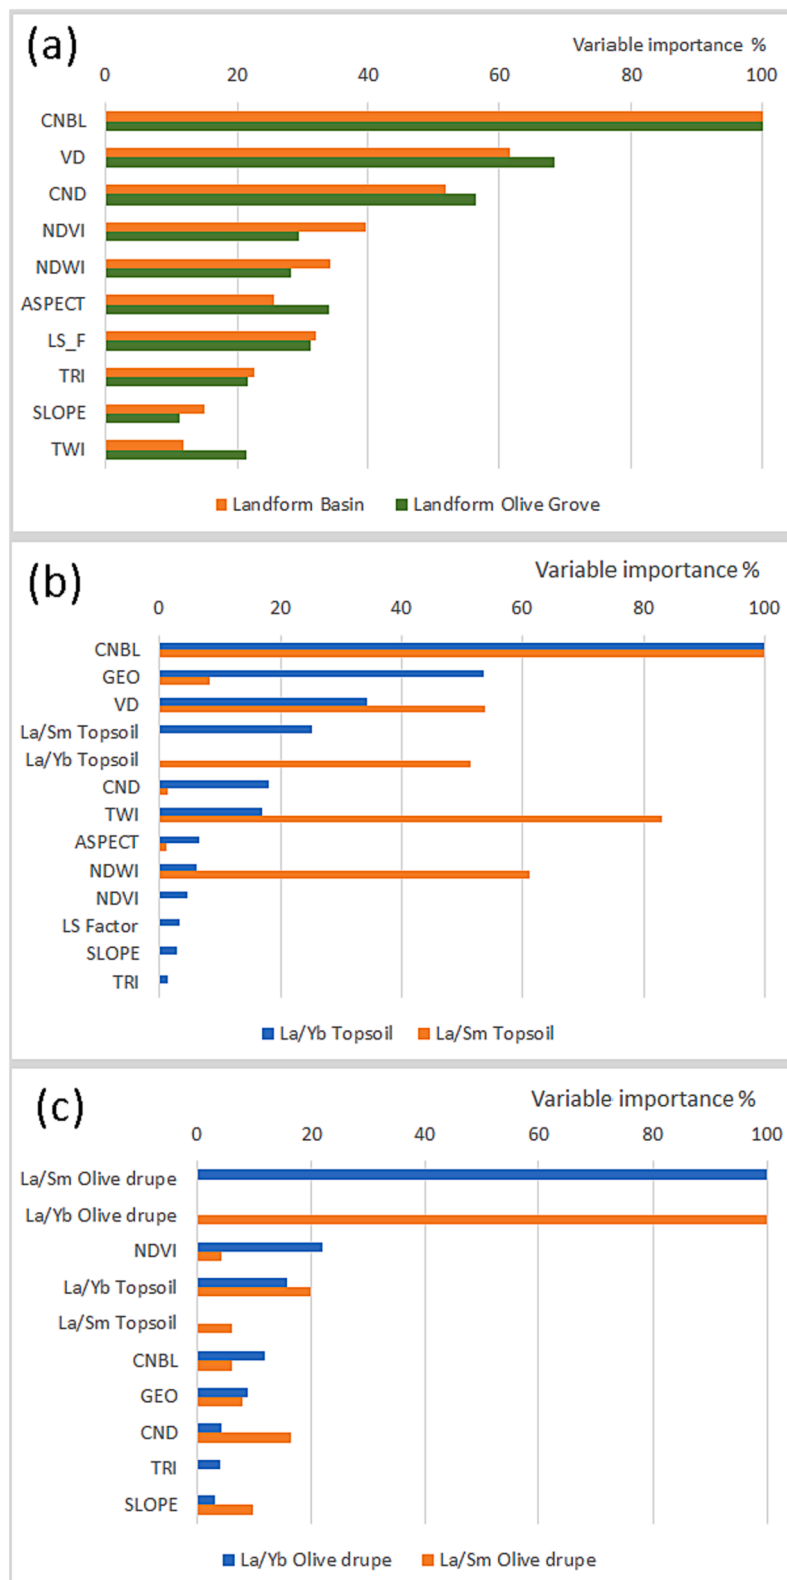 (a)
Variable importance %
0 20 40 60 80 100
CNBL
VD
CND
NDVI
NDWI
ASPECT
LS_F
TRI
SLOPE
TWI
Landform Basin Landform Olive Grove
(b)
Variable importance %
0 20 40 60 80 100
CNBL
GEO
VD
La/Sm Topsoil
La/Yb Topsoil
CND
TWI
ASPECT
NDWI
NDVI
LS Factor
SLOPE
TRI
La/Yb Topsoil La/Sm Topsoil
(c)
Variable importance %
0 20 40 60 80 100
La/Sm Olive drupe
La/Yb Olive drupe
NDVI
La/Yb Topsoil
La/Sm Topsoil
CNBL
GEO
CND
TRI
SLOPE
La/Yb Olive drupe La/Sm Olive drupe